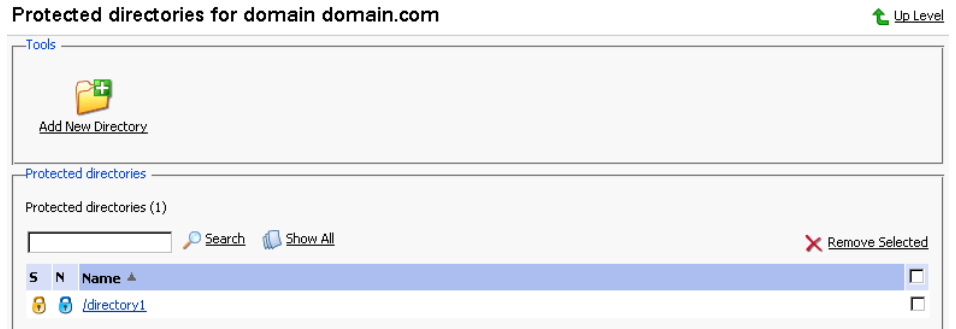 Protected directories for domain domain.com
Up Level
Tools
Add New Directory
Protected directories
Protected directories (1)
Search Show All Remove Selected
S N Name
/directory1